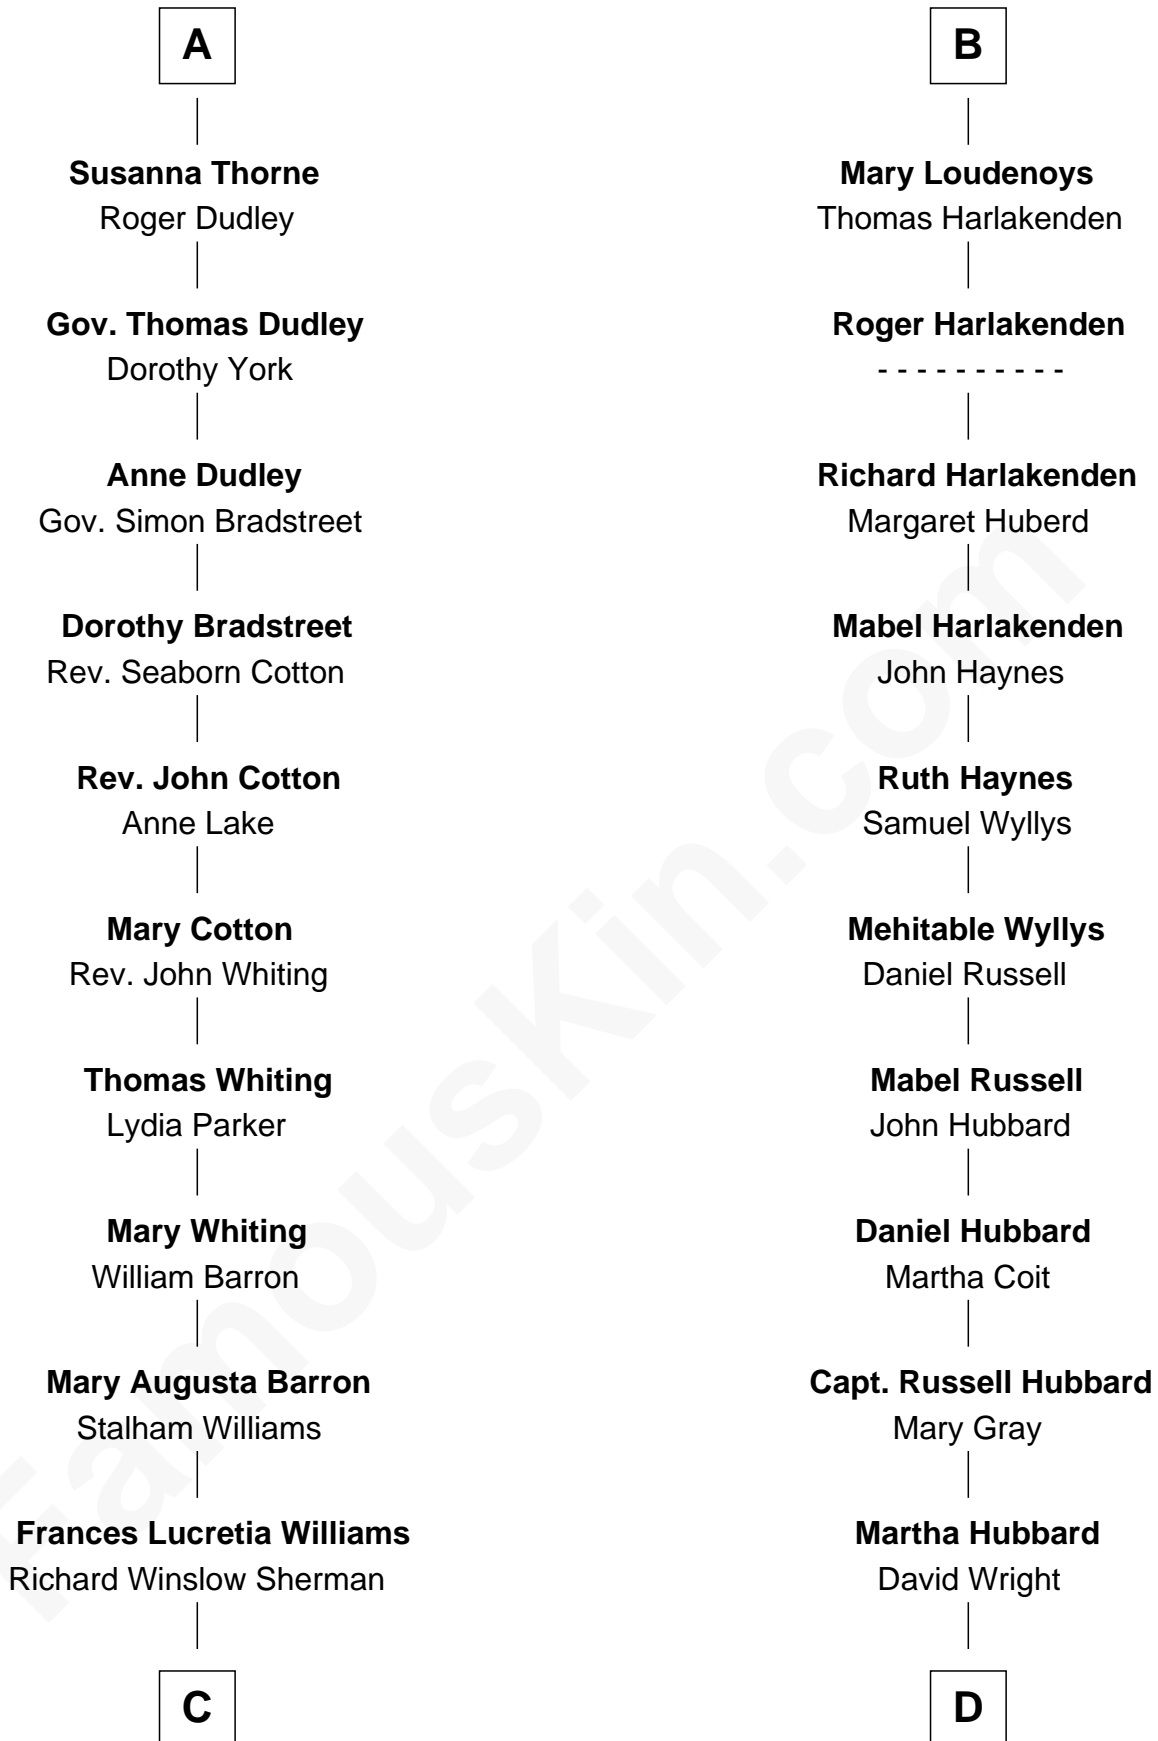 A
Susanna Thorne
Roger Dudley
Gov. Thomas Dudley
Dorothy York
Anne Dudley
Gov. Simon Bradstreet
Dorothy Bradstreet
Rev. Seaborn Cotton
Rev. John Cotton
Anne Lake
Mary Cotton
Rev. John Whiting
Thomas Whiting
Lydia Parker
Mary Whiting
William Barron
Mary Augusta Barron
Stalham Williams
Frances Lucretia Williams
Richard Winslow Sherman
C
B
Mary Loudenoys
Thomas Harlakenden
Roger Harlakenden
- - - - - - - - - -
Richard Harlakenden
Margaret Huberd
Mabel Harlakenden
John Haynes
Ruth Haynes
Samuel Wyllys
Mehitable Wyllys
Daniel Russell
Mabel Russell
John Hubbard
Daniel Hubbard
Martha Coit
Capt. Russell Hubbard
Mary Gray
Martha Hubbard
David Wright
D
FamousKin.com